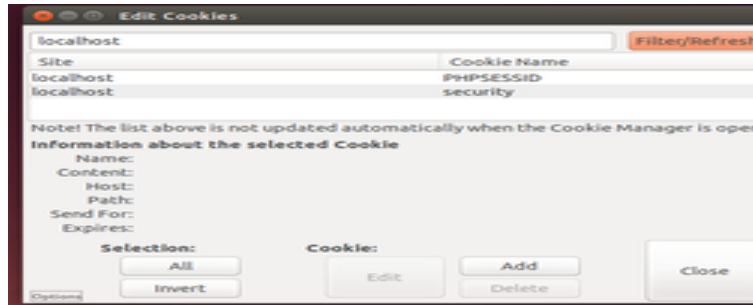 Edit Cookies
localhost Filter/Refresh
Site Cookie Name
localhost PHPSESSID
localhost security
Note! The list above is not updated automatically when the Cookie Manager is ope
Information about the selected Cookie
Name:
Content:
Host:
Path:
Send For:
Expires:
Selection: Cookie:
All Edit Add Close
Invert Delete
Options